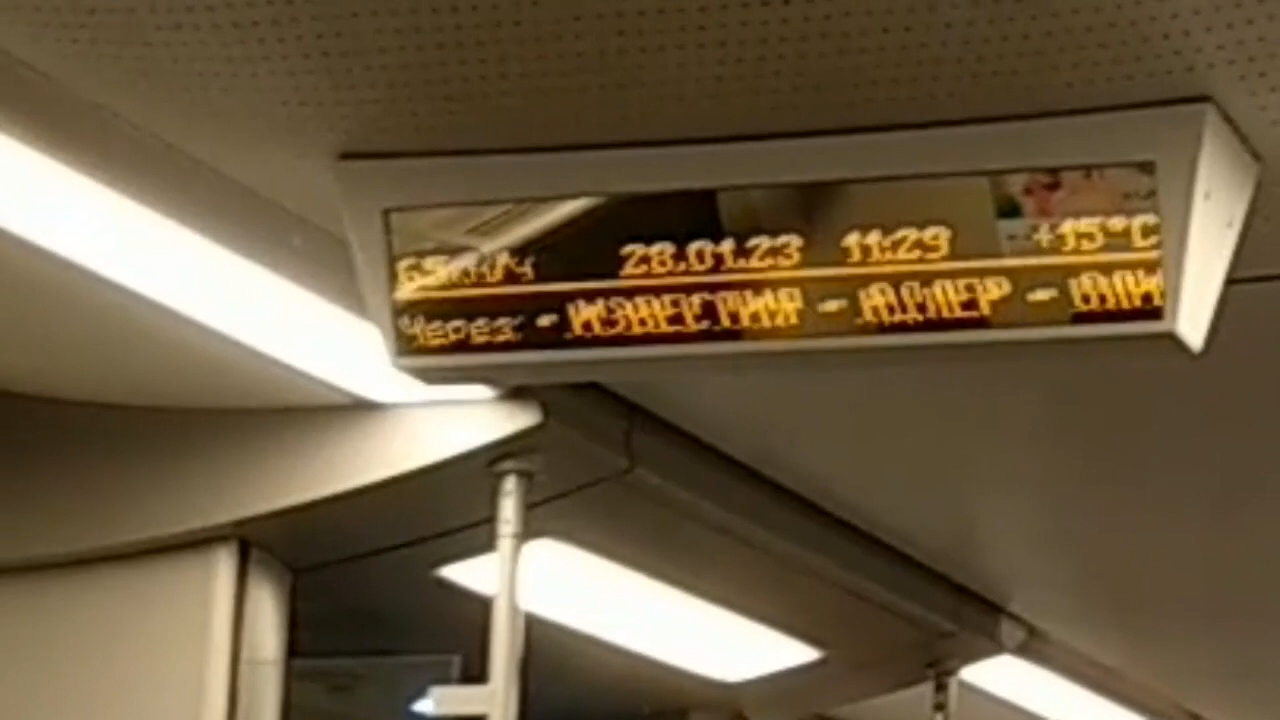 65км/ч 28.01.23 11:29 +15°C
Через: - ИЗВЕСТИЯ - АДЛЕР -